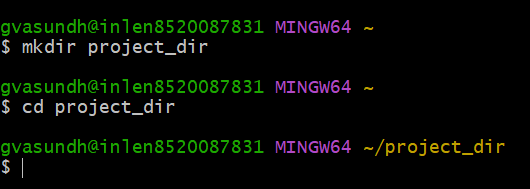 gvasundh@inlen8520087831 MINGW64 ~
$ mkdir project_dir
gvasundh@inlen8520087831 MINGW64 ~
$ cd project_dir
gvasundh@inlen8520087831 MINGW64 ~/project_dir
$